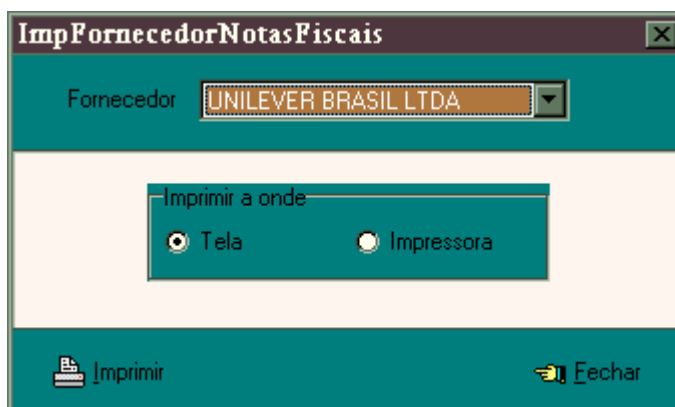 ImpFornecedorNotasFiscais
Fornecedor UNILEVER BRASIL LTDA
Imprimir a onde
Tela Impressora
Imprimir Fechar